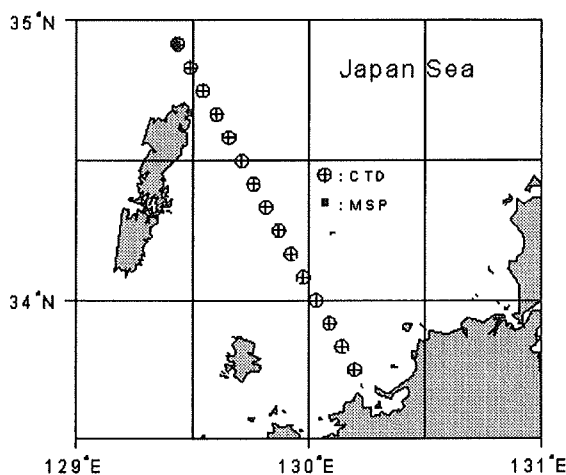 35°N
Japan Sea
: CTD
: MSP
34°N
129°E
130°E
131°E